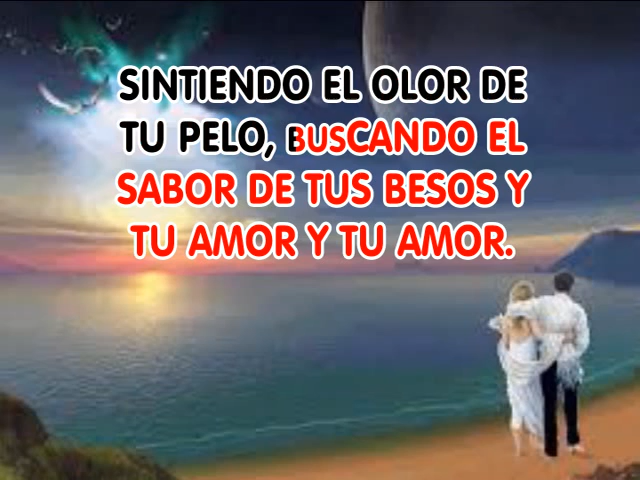 SINTIENDO EL OLOR DE
TU PELO, BUSCANDO EL
SABOR DE TUS BESOS Y
TU AMOR Y TU AMOR.